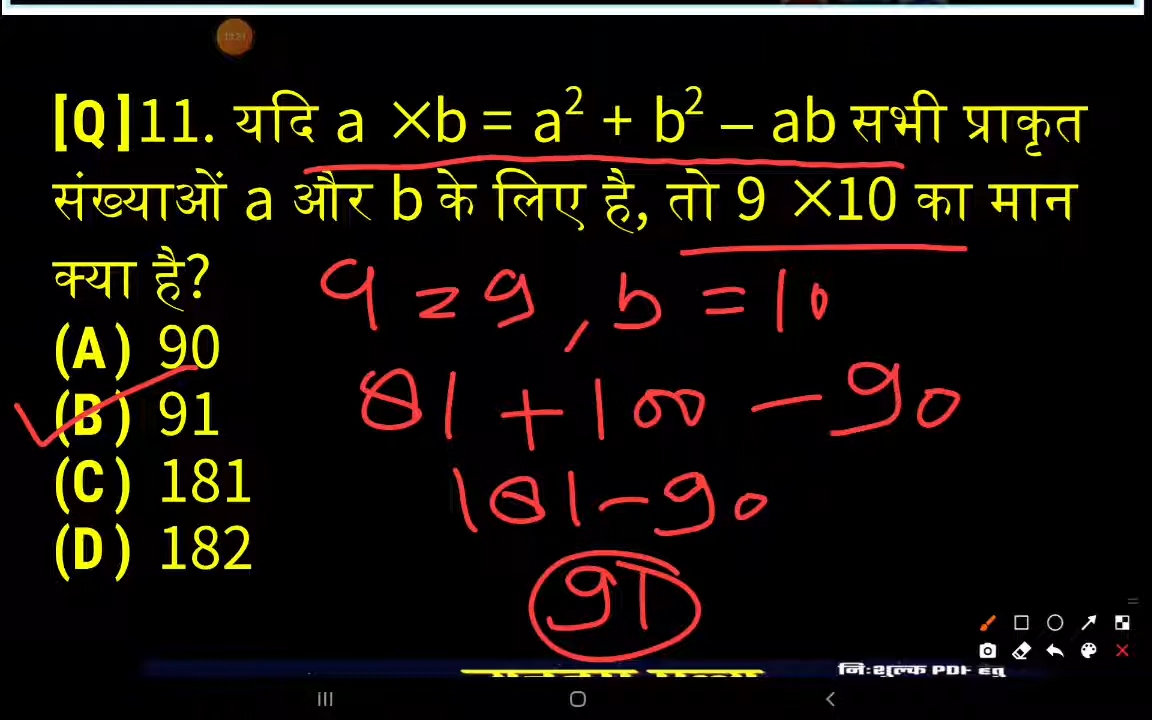 [Q]11. यदि a ×b = a² + b² – ab सभी प्राकृत
संख्याओं a और b के लिए है, तो 9 ×10 का मान
क्या है?
a = 9, b = 10
(A) 90
81 + 100 - 90
(B) 91
181 - 90
(C) 181
(D) 182
91
नि:शुल्क PDF हेतु